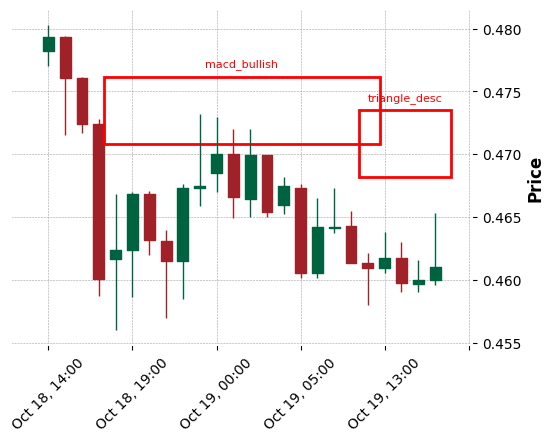 macd_bullish
triangle_desc
0.480
0.475
0.470
0.465
0.460
0.455
Price
Oct 18, 14:00
Oct 18, 19:00
Oct 19, 00:00
Oct 19, 05:00
Oct 19, 13:00